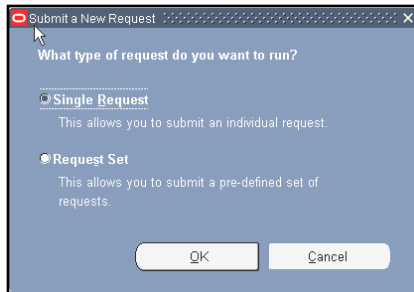 Submit a New Request
What type of request do you want to run?
Single Request
This allows you to submit an individual request.
Request Set
This allows you to submit a pre-defined set of
requests.
OK Cancel